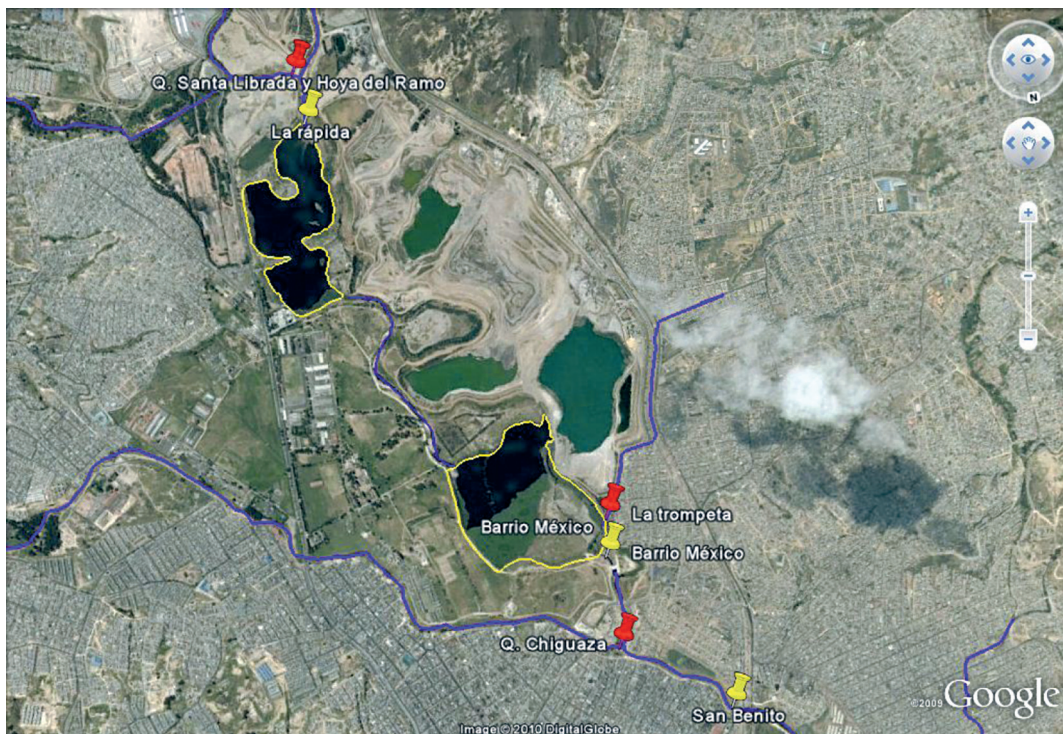 N
Q. Santa Librada y Hoya del Ramo
La rápida
La trompeta
Barrio México
Barrio México
Q. Chiguaza
San Benito
©2009 Google
Image © 2010 DigitalGlobe